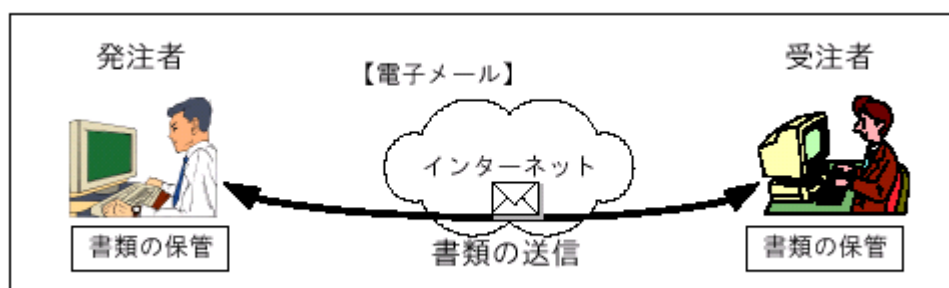 発注者
受注者
【電子メール】
インターネット
書類の送信
書類の保管
書類の保管